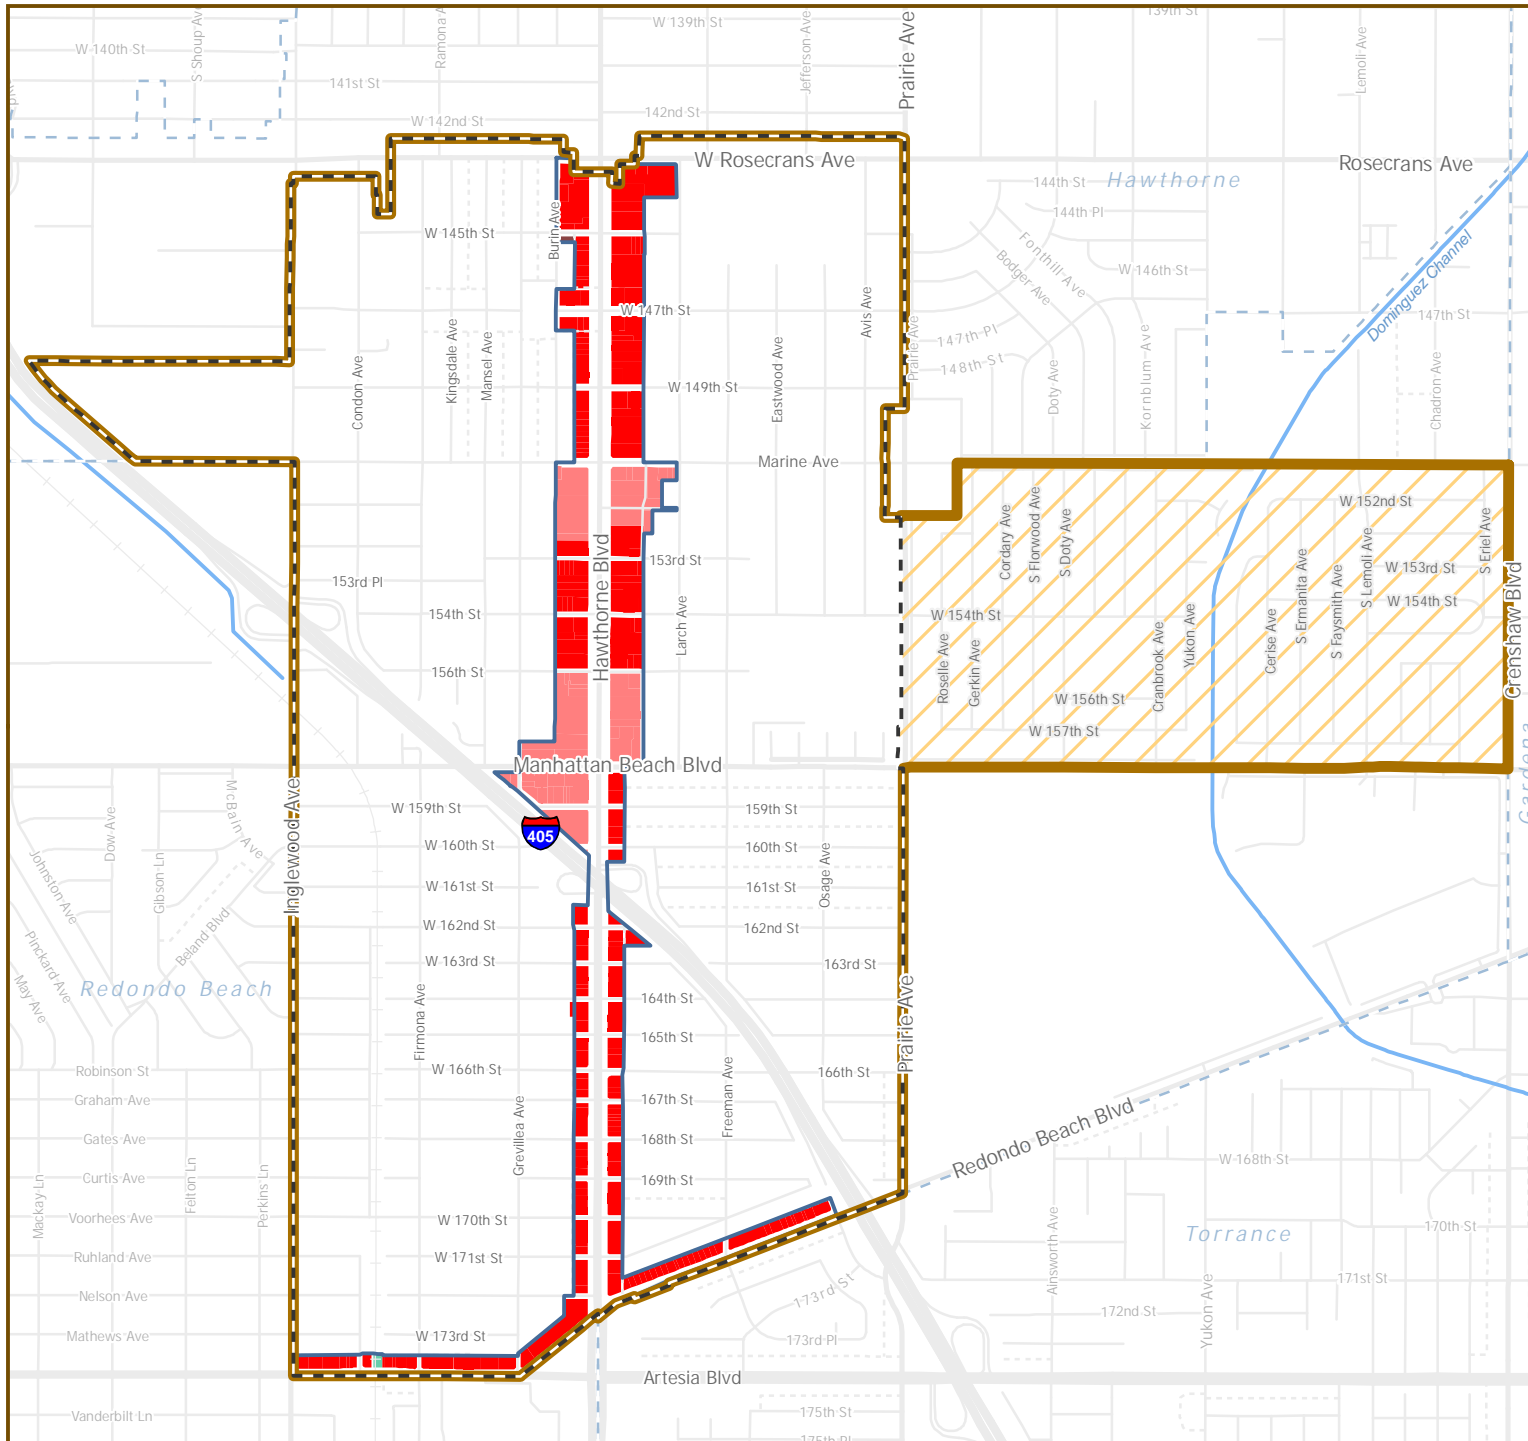 W 139th St
139th St
Prairie Ave
W 140th St
S Shoup Ave
Ramona A
Jefferson Ave
Lemoli Ave
141st St
W 142nd St
142nd St
W Rosecrans Ave
Rosecrans Ave
144th St
Hawthorne
144th Pl
Burin Ave
W 145th St
Fonthill Ave
Bodger Ave
W 146th St
Dominguez Channel
W 147th St
Avis Ave
147th St
Prairie Ave
147th Pl
148th St
Kornblum Ave
Condon Ave
Kingsdale Ave
Mansel Ave
Eastwood Ave
W 149th St
Doty Ave
Chadron Ave
Marine Ave
W 152nd St
Cordary Ave
S Florwood Ave
S Doty Ave
S Eriel Ave
153rd St
S Ermanita Ave
S Faysmith Ave
S Lemoli Ave
W 153rd St
153rd Pl
Hawthorne Blvd
W 154th St
Crenshaw Blvd
154th St
Larch Ave
W 154th St
Yukon Ave
Cerise Ave
Roselle Ave
Gerkin Ave
Cranbrook Ave
156th St
W 156th St
W 157th St
Gardena
Manhattan Beach Blvd
McBain Ave
Dow Ave
W 159th St
159th St
405
W 160th St
160th St
Inglewood Ave
Johnston Ave
Gibson Ln
Osage Ave
W 161st St
161st St
Beland Blvd
W 162nd St
162nd St
Pinckard Ave
W 163rd St
163rd St
Redondo Beach
May Ave
Firmona Ave
164th St
Prairie Ave
165th St
Robinson St
W 166th St
166th St
Freeman Ave
Graham Ave
167th St
Redondo Beach Blvd
Gates Ave
Grevillea Ave
168th St
W 168th St
Curtis Ave
169th St
Mackay Ln
Felton Ln
Perkins Ln
Voorhees Ave
W 170th St
170th St
Torrance
Ainsworth Ave
Ruhland Ave
W 171st St
171st St
Nelson Ave
173rd St
172nd St
Yukon Ave
Mathews Ave
W 173rd St
173rd Pl
Artesia Blvd
Vanderbilt Ln
175th St
175th Pl